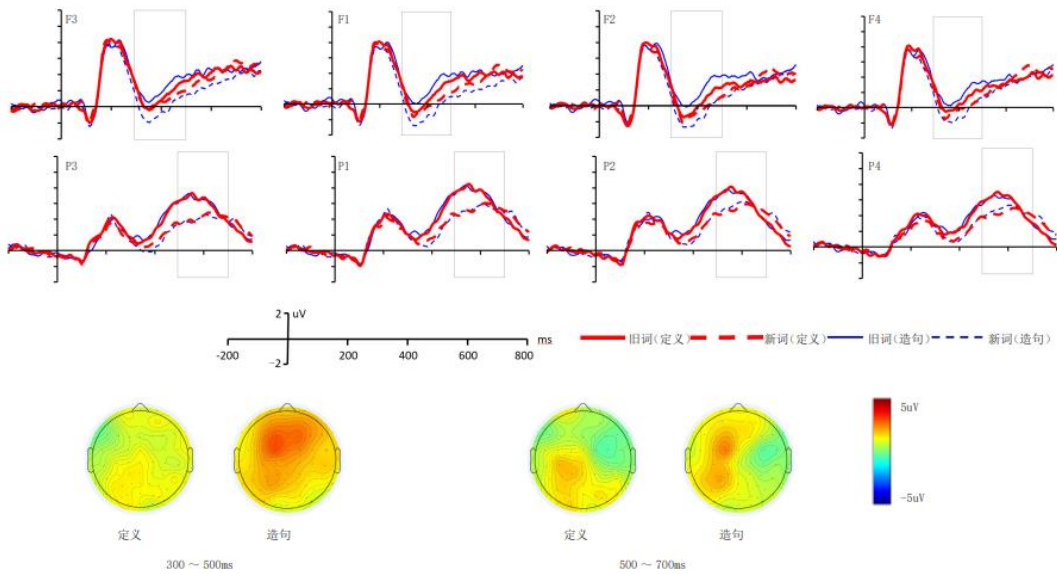 F3
F1
F2
F4
P3
P1
P2
P4
2 uV
-200 200 400 600 800 ms
-2
旧词(定义) 新词(定义) 旧词(造句) 新词(造句)
5uV
-5uV
定义 造句 定义 造句
300 ～ 500ms 500 ～ 700ms